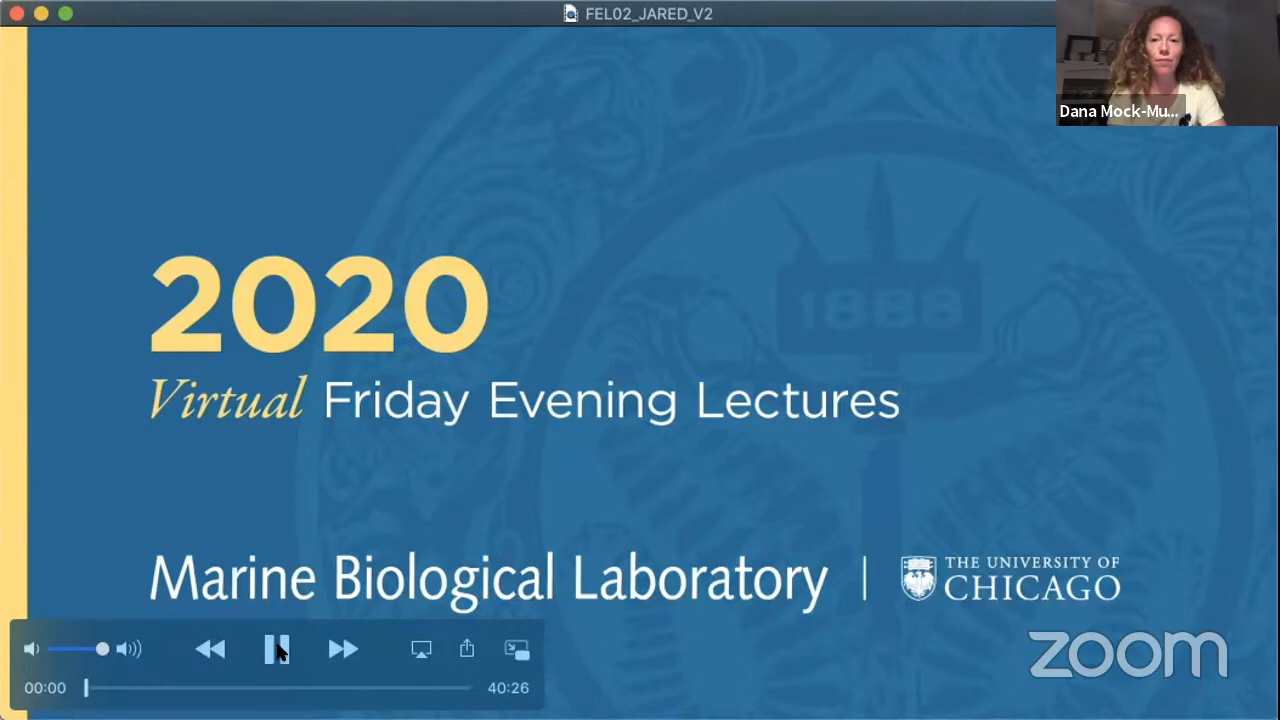 FEL02_JARED_V2
Dana Mock-Mu...
1888
2020
Virtual Friday Evening Lectures
Marine Biological Laboratory
THE UNIVERSITY OF
CHICAGO
zoom
00:00
40:26